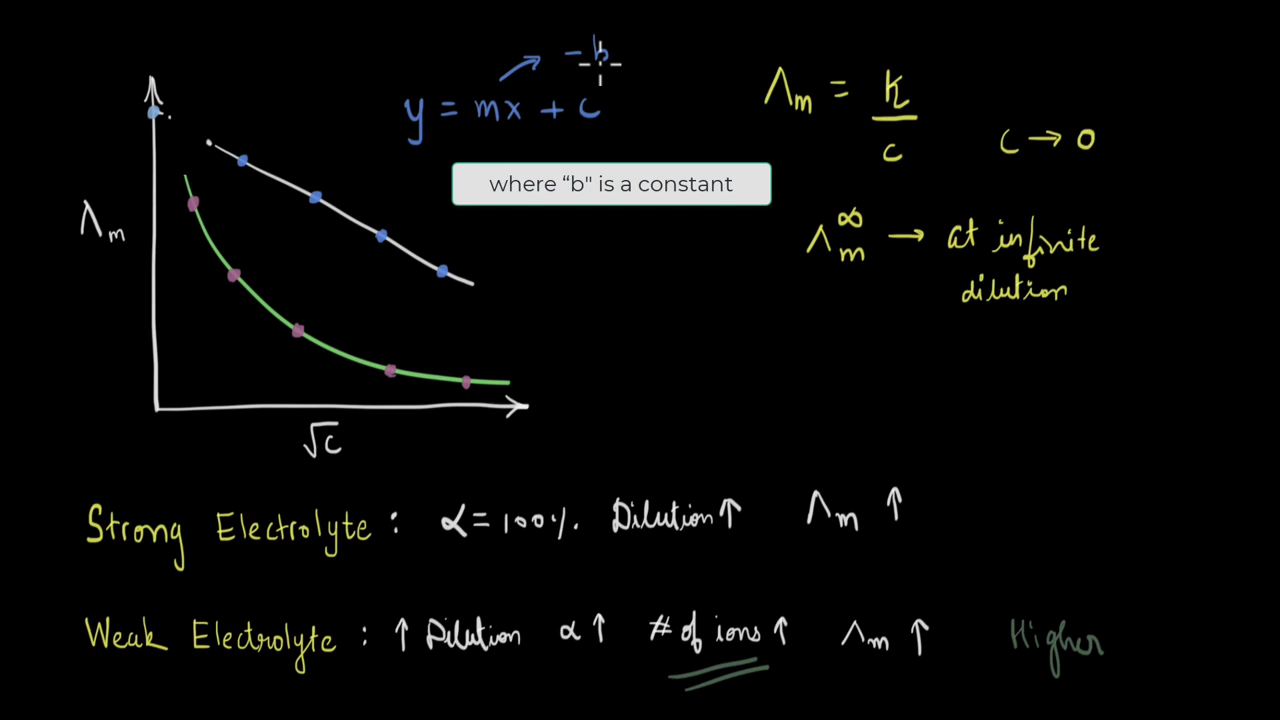 − b
y = mx + c
where “b" is a constant
Λm = K/c
c → 0
Λm
Λ∞m → at infinite
dilution
√c
Strong Electrolyte : α = 100%. Dilution ↑ Λm ↑
Weak Electrolyte : ↑ Dilution α ↑ # of ions ↑ Λm ↑ Higher